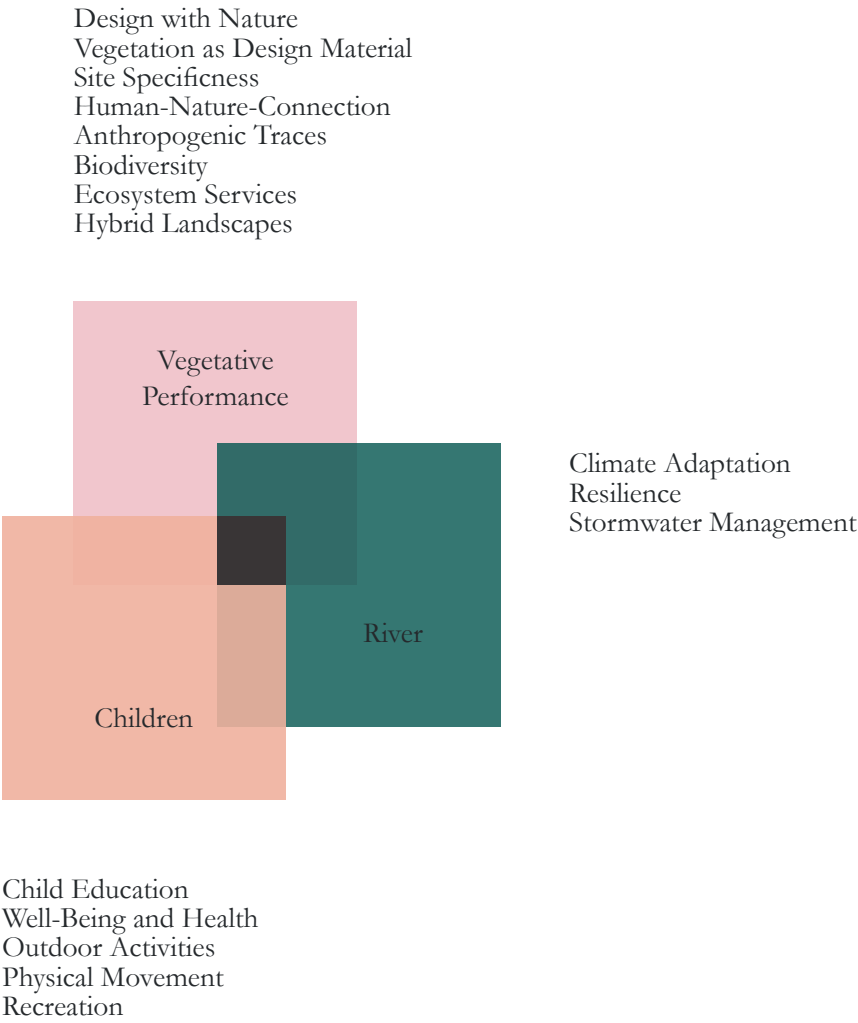 Design with Nature
Vegetation as Design Material
Site Specificness
Human-Nature-Connection
Anthropogenic Traces
Biodiversity
Ecosystem Services
Hybrid Landscapes
Vegetative
Performance
Climate Adaptation
Resilience
Stormwater Management
River
Children
Child Education
Well-Being and Health
Outdoor Activities
Physical Movement
Recreation